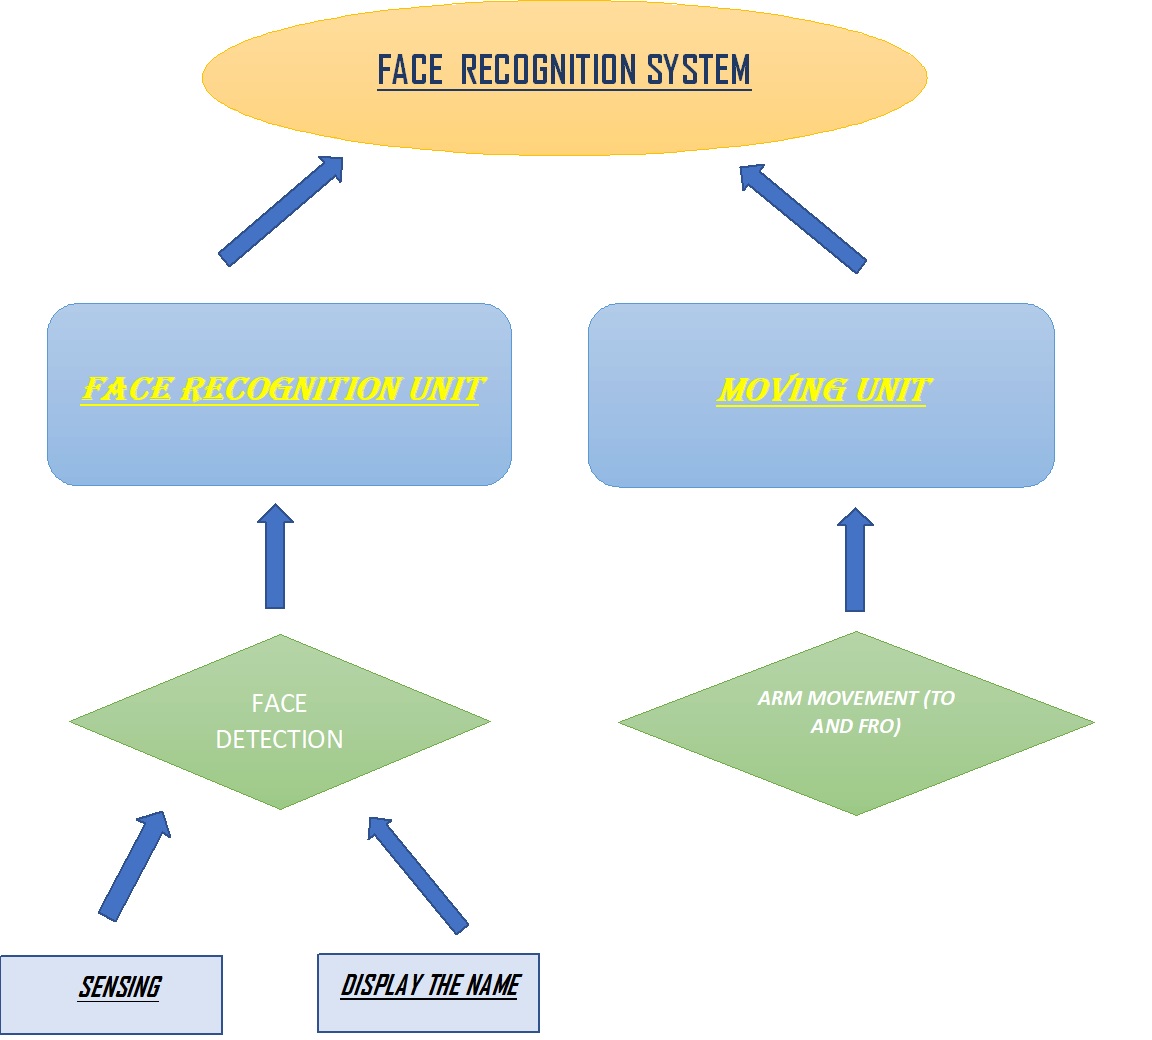 FACE RECOGNITION SYSTEM
FACE RECOGNITION UNIT
MOVING UNIT
FACE
DETECTION
ARM MOVEMENT (TO
AND FRO)
SENSING
DISPLAY THE NAME